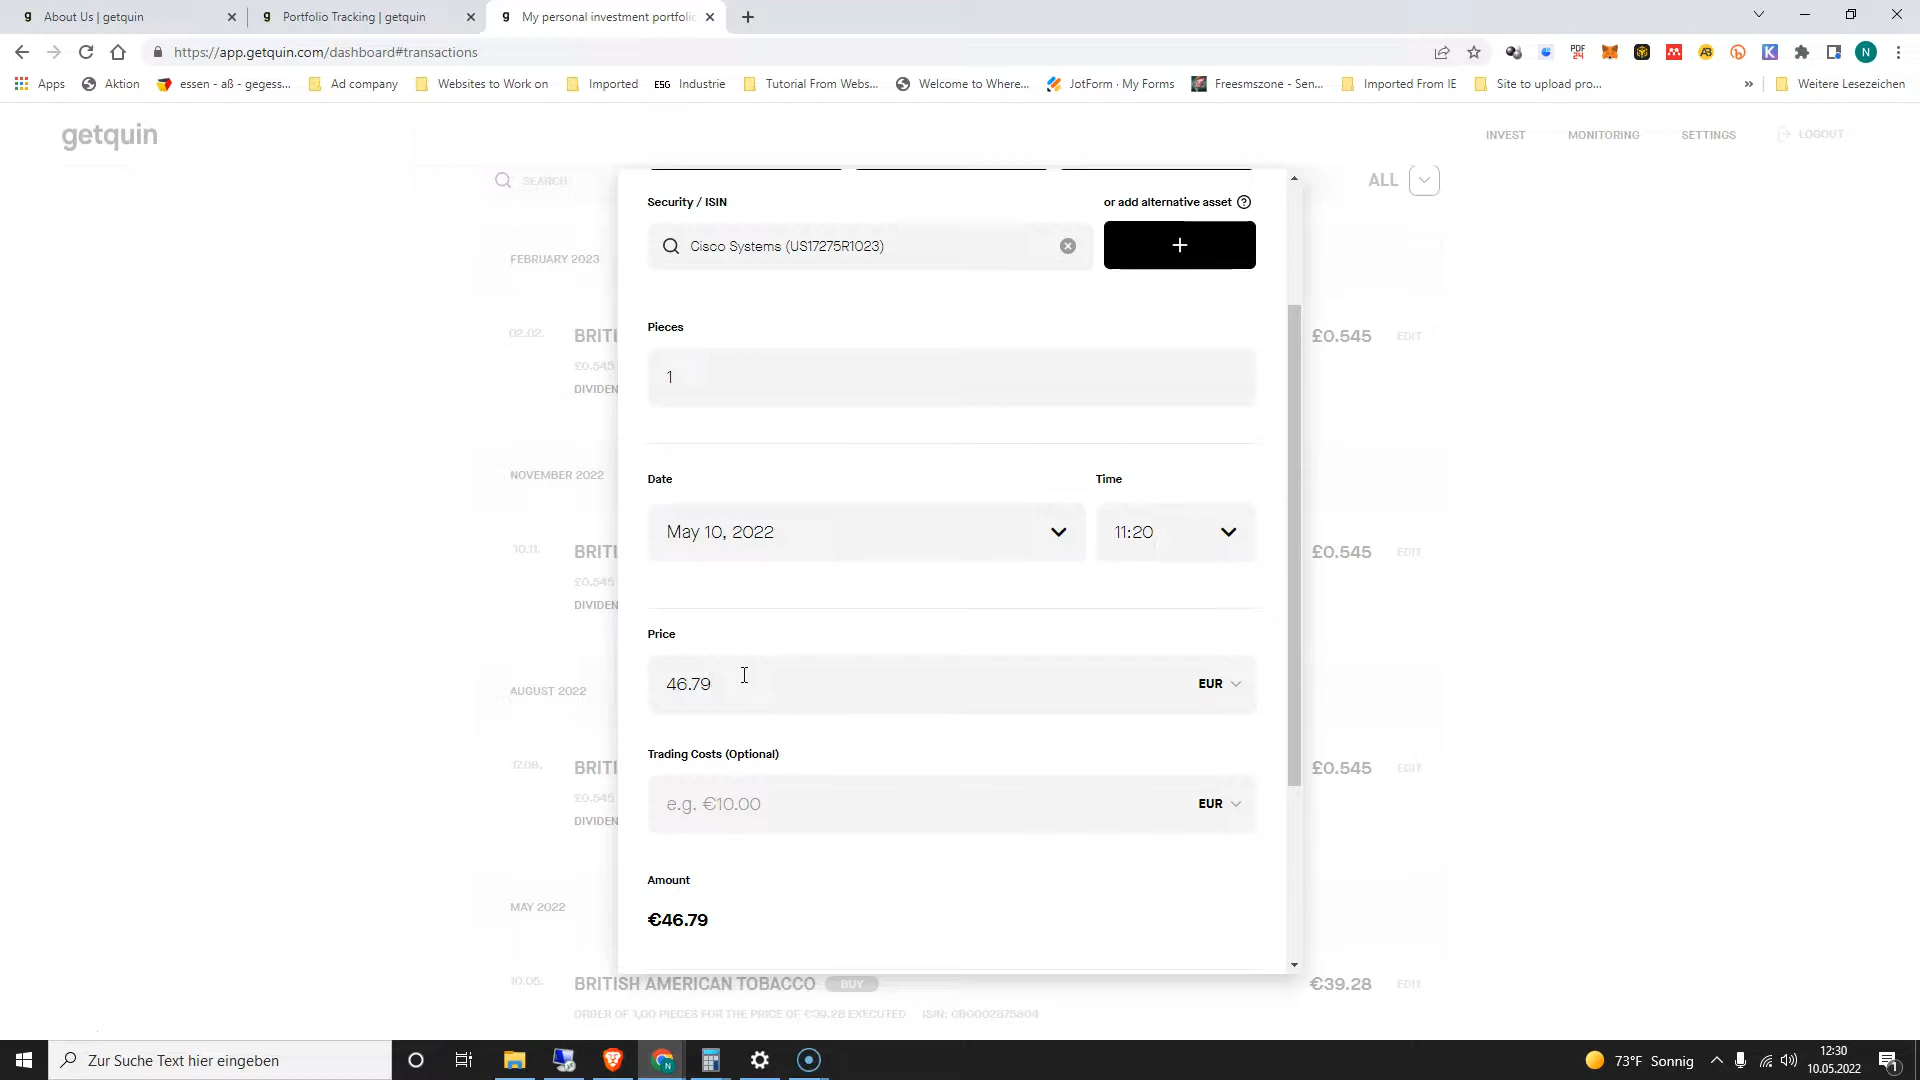 About Us | getquin
Portfolio Tracking | getquin
My personal investment portfolio
https://app.getquin.com/dashboard#transactions
Apps
Aktion
essen - aß - gegess...
Ad company
Websites to Work on
Imported
ESG Industrie
Tutorial From Webs...
Welcome to Where...
JotForm · My Forms
Freesmszone - Sen...
Imported From IE
Site to upload pro...
»
Weitere Lesezeichen
getquin
INVEST
MONITORING
SETTINGS
LOGOUT
SEARCH
ALL
Security / ISIN
or add alternative asset ?
Cisco Systems (US17275R1023)
+
FEBRUARY 2023
Pieces
1
02.02.
BRITI
£0.545
EDIT
£0.545
DIVIDEN
NOVEMBER 2022
Date
Time
May 10, 2022
11:20
10.11.
BRITI
£0.545
EDIT
£0.545
DIVIDEN
Price
46.79
EUR
AUGUST 2022
Trading Costs (Optional)
e.g. €10.00
EUR
17.08.
BRITI
£0.545
EDIT
£0.545
DIVIDEN
Amount
€46.79
MAY 2022
10.05.
BRITISH AMERICAN TOBACCO
BUY
€39.28
EDIT
ORDER OF 1,00 PIECES FOR THE PRICE OF €39.28 EXECUTED
ISIN: GB0002875804
Zur Suche Text hier eingeben
73°F Sonnig
12:30
10.05.2022
1